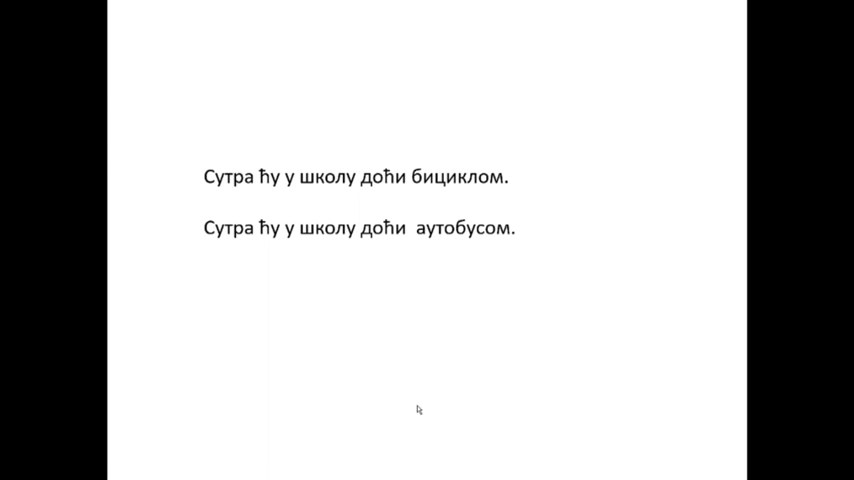 Сутра ћу у школу доћи бициклом.
Сутра ћу у школу доћи  аутобусом.